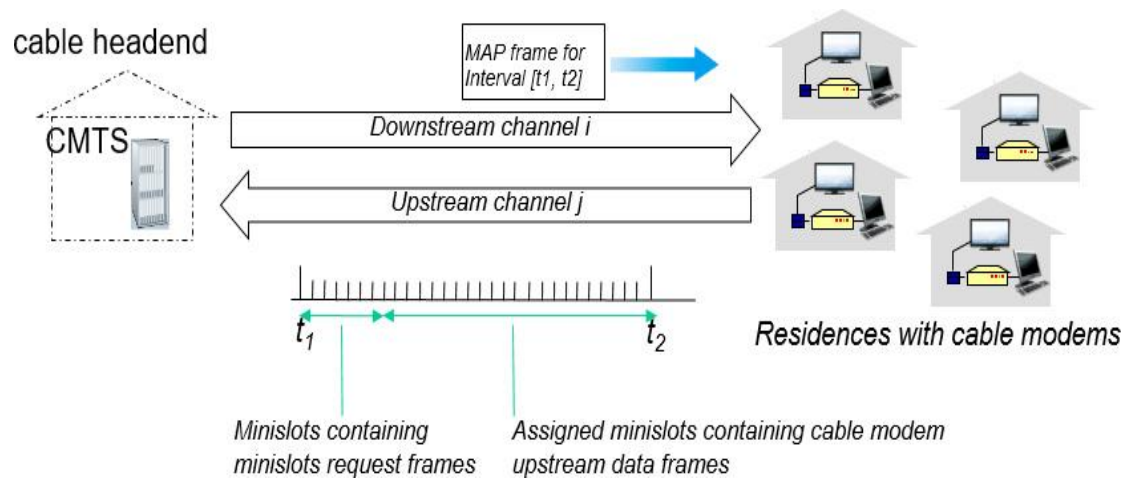 cable headend
MAP frame for
Interval [t1, t2]
CMTS
Downstream channel i
Upstream channel j
t1
t2
Residences with cable modems
Minislots containing
minislots request frames
Assigned minislots containing cable modem
upstream data frames